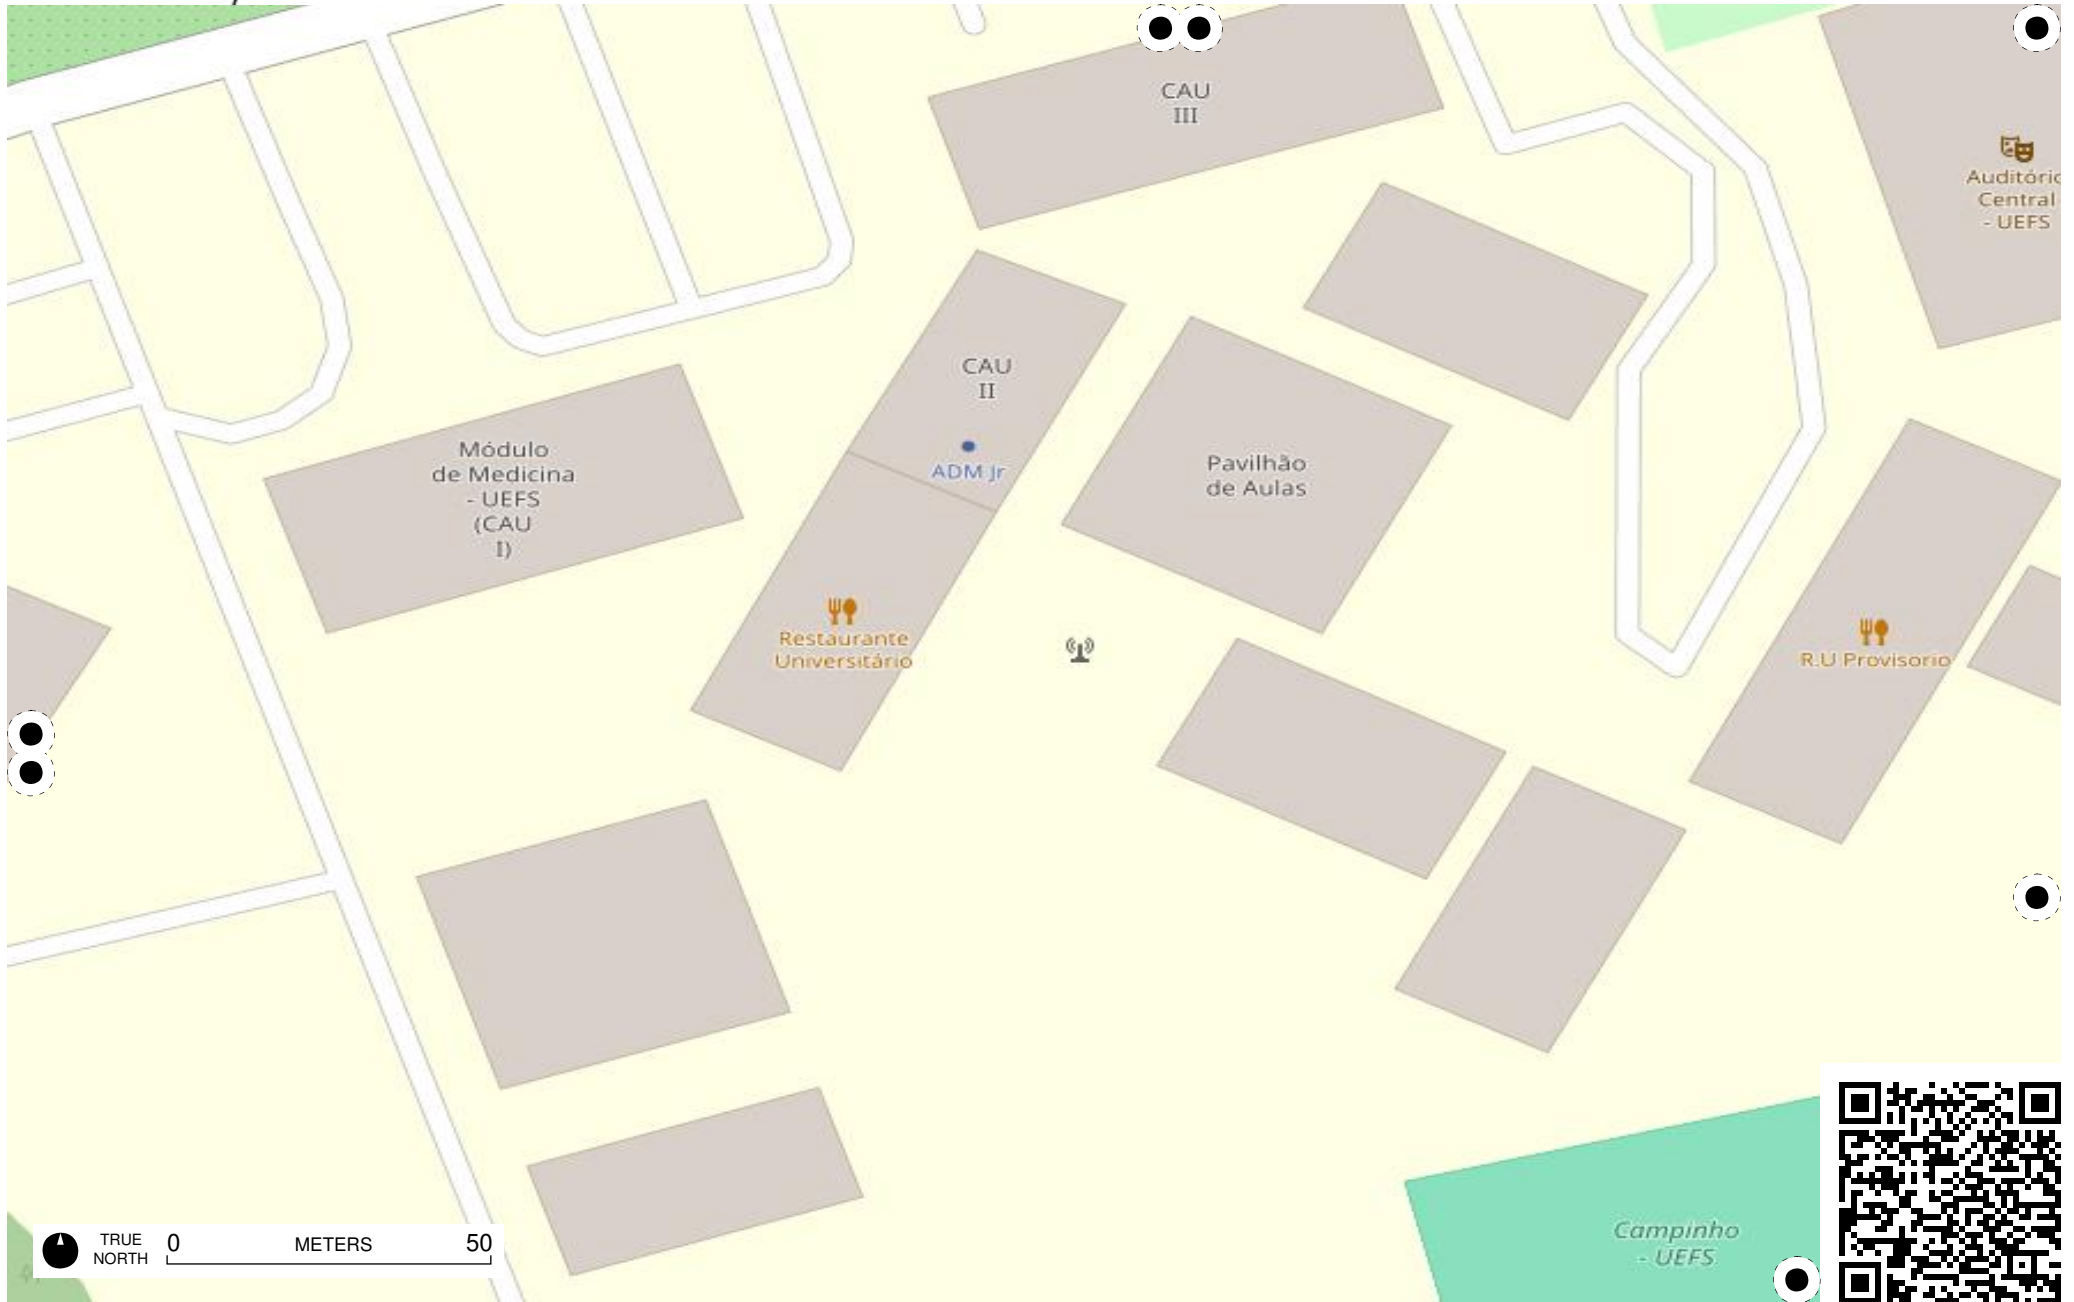 CAU
III
Auditório
Central
- UEFS
CAU
II
ADM Jr
Módulo
de Medicina
- UEFS
(CAU
I)
Pavilhão
de Aulas
Restaurante
Universitário
R.U Provisorio
Campinho
- UEFS
TRUE
NORTH
0 METERS 50